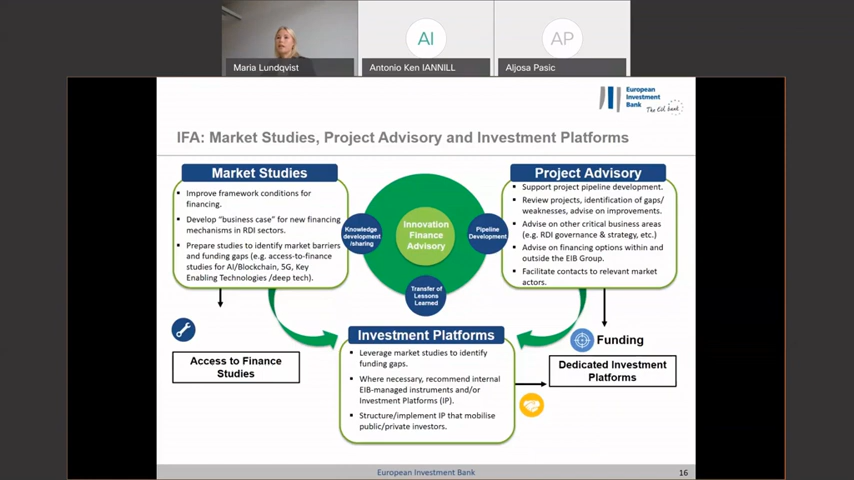 AI
AP
Maria Lundqvist
Antonio Ken IANNILL
Aljosa Pasic
European
Investment
Bank
The EU bank
IFA: Market Studies, Project Advisory and Investment Platforms
Market Studies
Improve framework conditions for
financing.
Develop "business case" for new financing
mechanisms in RDI sectors.
Prepare studies to identify market barriers
and funding gaps (e.g. access-to-finance
studies for AI/Blockchain, 5G, Key
Enabling Technologies /deep tech).
Knowledge
development
/sharing
Innovation
Finance
Advisory
Pipeline
Development
Transfer of
Lessons
Learned
Project Advisory
Support project pipeline development.
Review projects, identification of gaps/
weaknesses, advise on improvements.
Advise on other critical business areas
(e.g. RDI governance & strategy, etc.)
Advise on financing options within and
outside the EIB Group.
Facilitate contacts to relevant market
actors.
Access to Finance
Studies
Investment Platforms
Leverage market studies to identify
funding gaps.
Where necessary, recommend internal
EIB-managed instruments and/or
Investment Platforms (IP).
Structure/implement IP that mobilise
public/private investors.
Funding
Dedicated Investment
Platforms
European Investment Bank
16